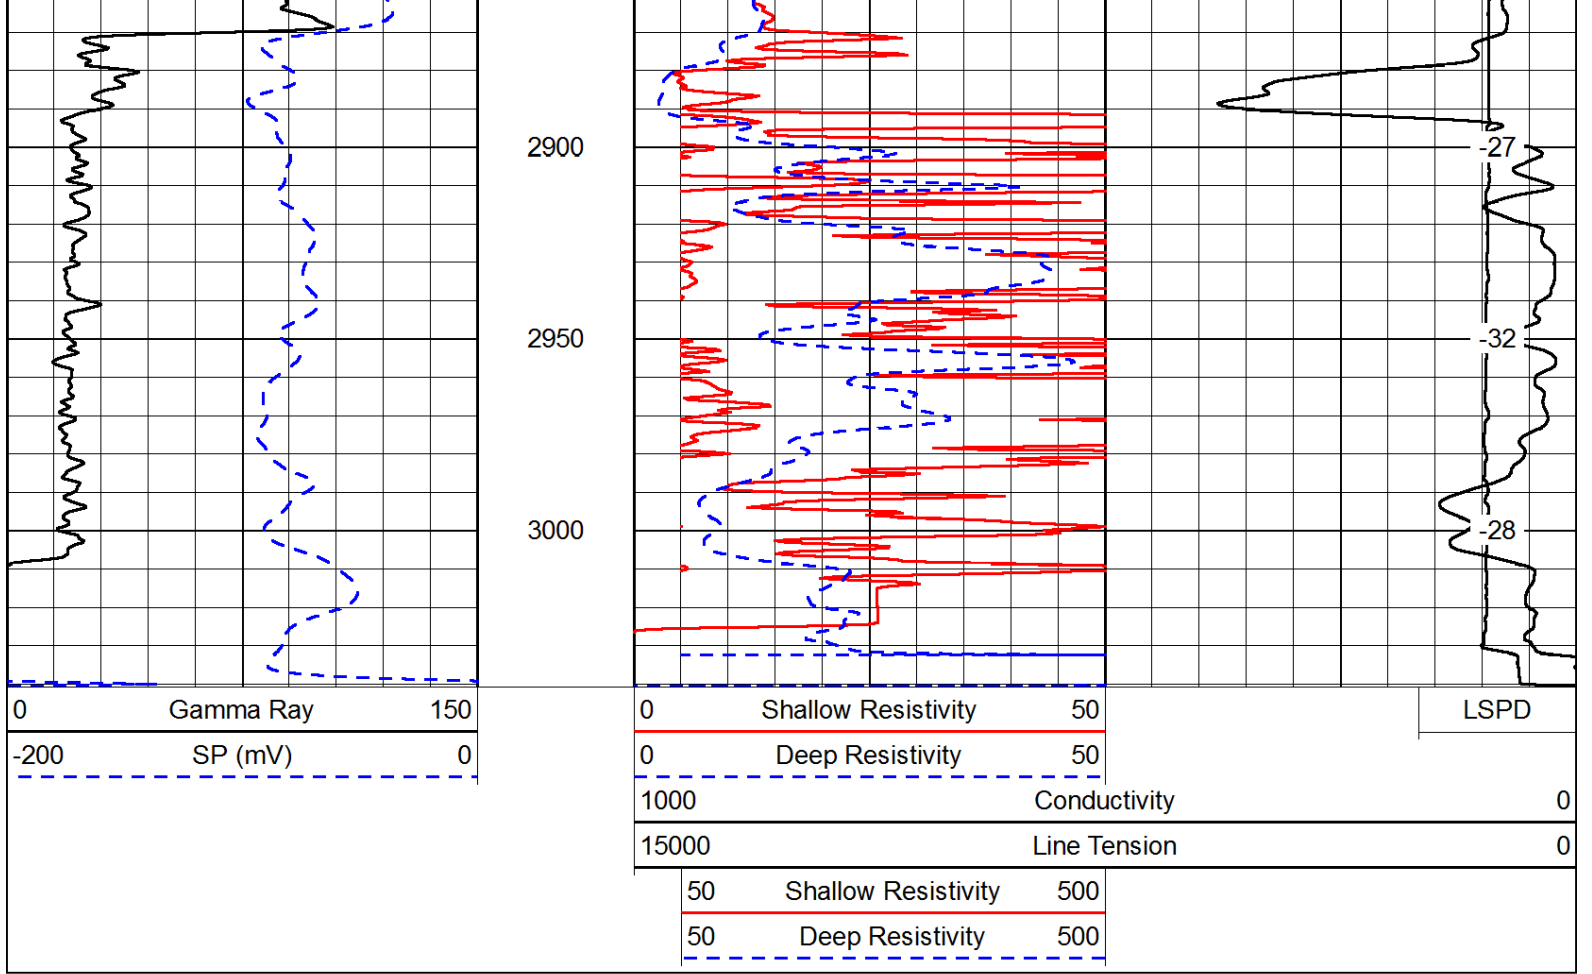 2900 -27
2950 -32
3000 -28
0 Gamma Ray 150 0 Shallow Resistivity 50 LSPD
-200 SP (mV) 0 0 Deep Resistivity 50
1000 Conductivity 0
15000 Line Tension 0
50 Shallow Resistivity 500
50 Deep Resistivity 500